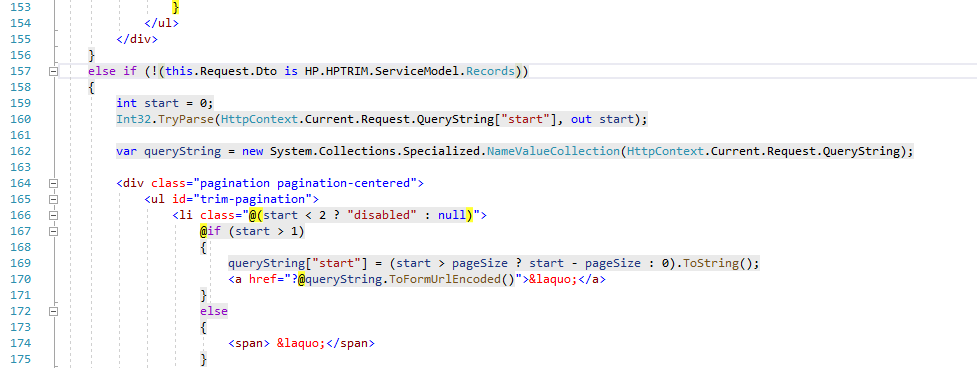 153 }
154 </ul>
155 </div>
156 }
157 else if (!(this.Request.Dto is HP.HPTRIM.ServiceModel.Records))
158 {
159 int start = 0;
160 Int32.TryParse(HttpContext.Current.Request.QueryString["start"], out start);
161
162 var queryString = new System.Collections.Specialized.NameValueCollection(HttpContext.Current.Request.QueryString);
163
164 <div class="pagination pagination-centered">
165 <ul id="trim-pagination">
166 <li class="@(start < 2 ? "disabled" : null)">
167 @if (start > 1)
168 {
169 queryString["start"] = (start > pageSize ? start - pageSize : 0).ToString();
170 <a href="?@queryString.ToFormUrlEncoded()">&laquo;</a>
171 }
172 else
173 {
174 <span> &laquo;</span>
175 }